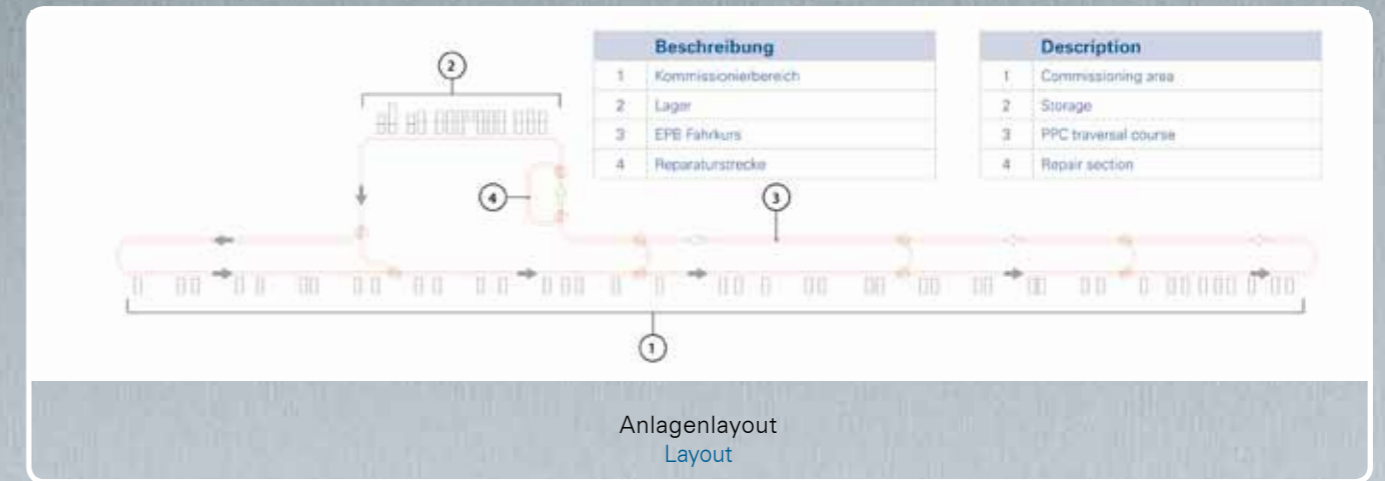 2
Beschreibung
1 Kommissionierbereich
2 Lager
3 EPB Fahrkurs
4 Reparaturstrecke
Description
1 Commissioning area
2 Storage
3 PPC traversal course
4 Repair section
4
3
1
Anlagenlayout
Layout